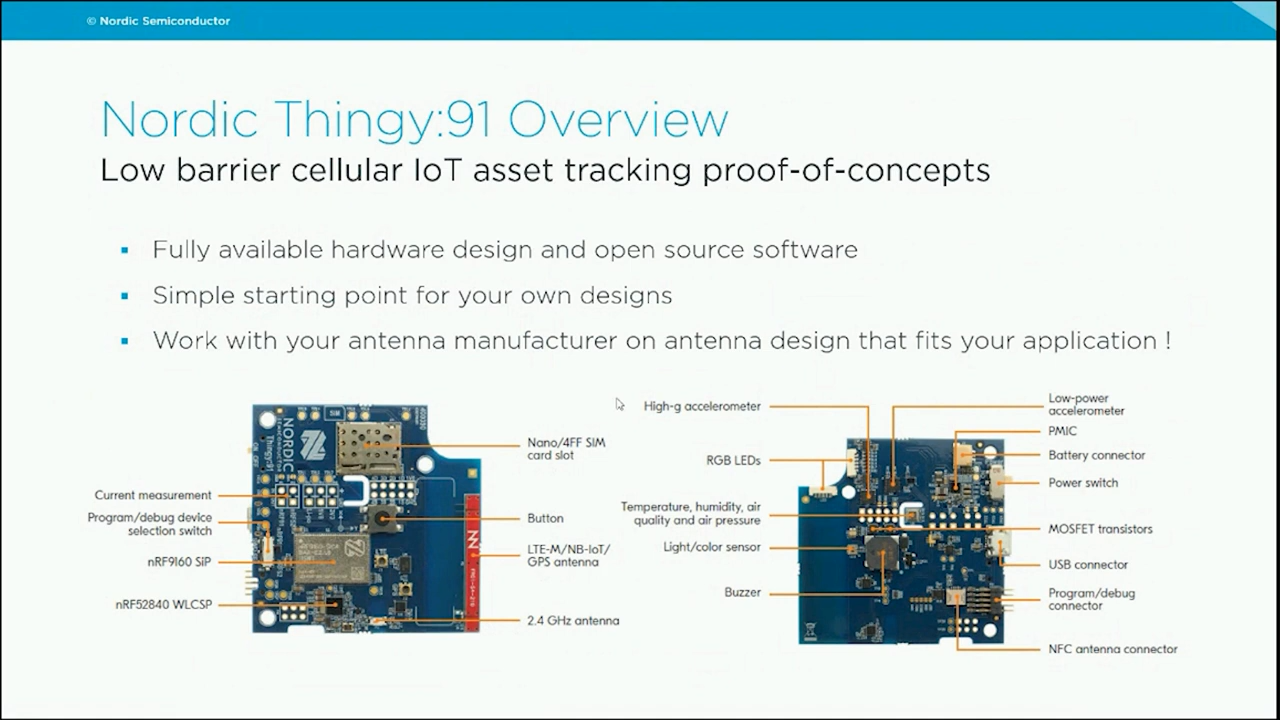 © Nordic Semiconductor
Nordic Thingy:91 Overview
Low barrier cellular IoT asset tracking proof-of-concepts
Fully available hardware design and open source software
Simple starting point for your own designs
Work with your antenna manufacturer on antenna design that fits your application !
Current measurement
Program/debug device
selection switch
nRF9160 SiP
nRF52840 WLCSP
SIM
NORDIC
Thingy:91
Nano/4FF SIM
card slot
Button
LTE-M/NB-IoT/
GPS antenna
2.4 GHz antenna
High-g accelerometer
RGB LEDs
Temperature, humidity, air
quality and air pressure
Light/color sensor
Buzzer
Low-power
accelerometer
PMIC
Battery connector
Power switch
MOSFET transistors
USB connector
Program/debug
connector
NFC antenna connector